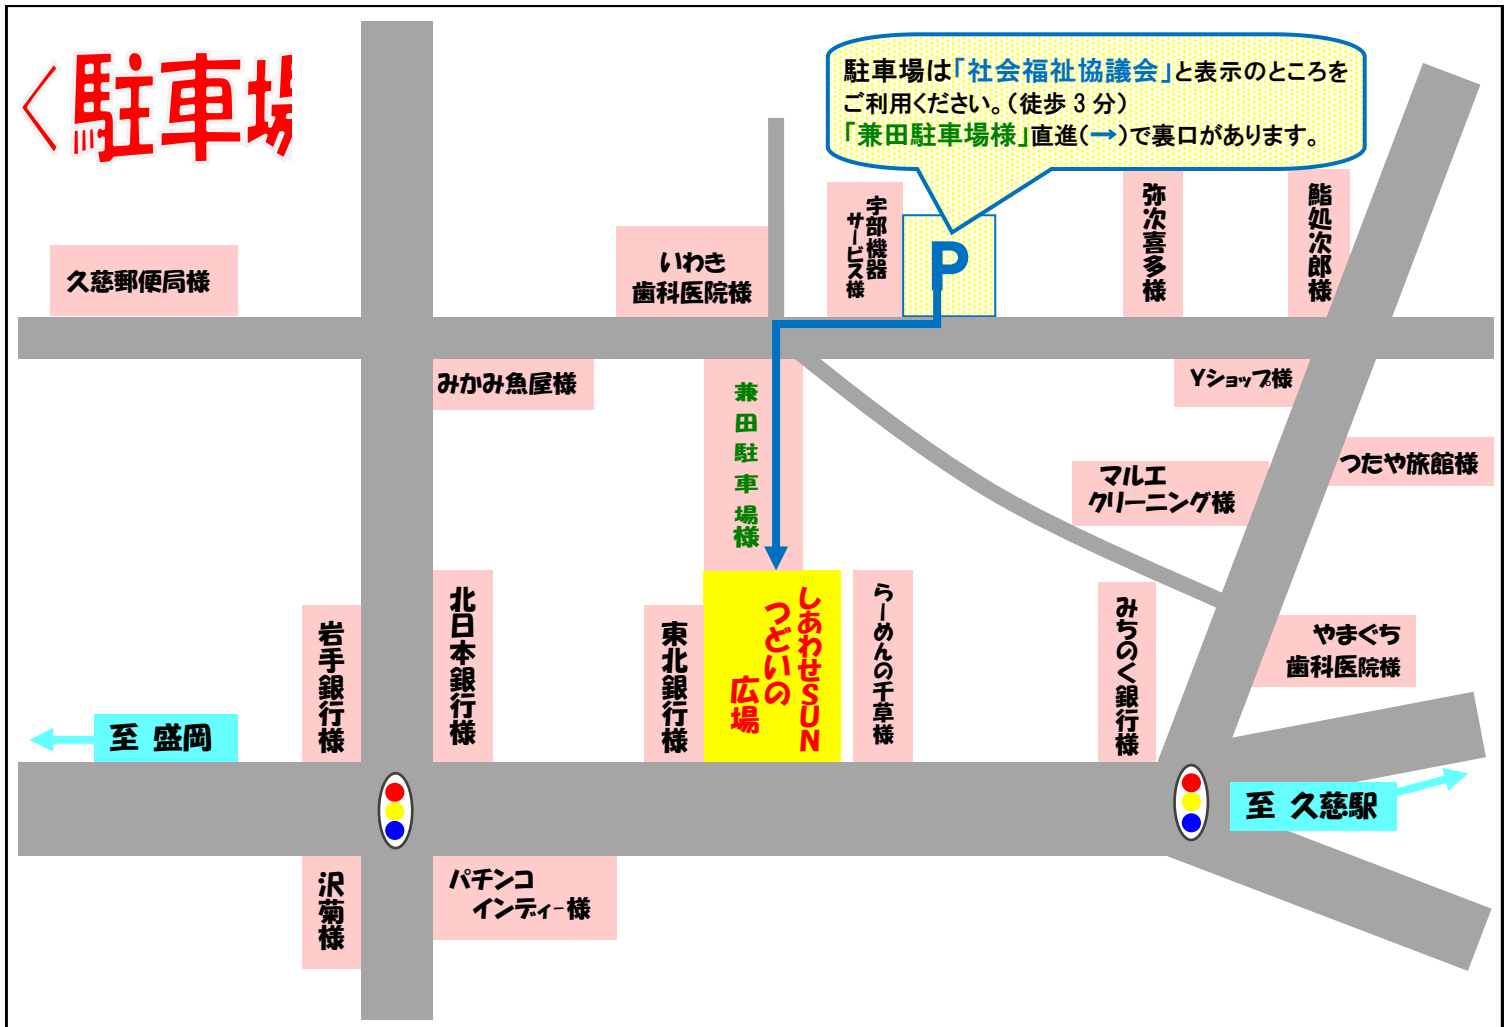 〈駐車場
駐車場は「社会福祉協議会」と表示のところを
ご利用ください。(徒歩３分)
「兼田駐車場様」直進(→)で裏口があります。
久慈郵便局様
いわき
歯科医院様
宇部機器
サービス様
P
弥次喜多様
鮨処次郎様
みかみ魚屋様
兼田駐車場様
Yショップ様
つたや旅館様
マルエ
クリーニング様
岩手銀行様
北日本銀行様
東北銀行様
しあわせSUN
つどいの
広場
らーめんの千草様
みちのく銀行様
やまぐち
歯科医院様
至 盛岡
至 久慈駅
沢菊様
パチンコ
インディー様